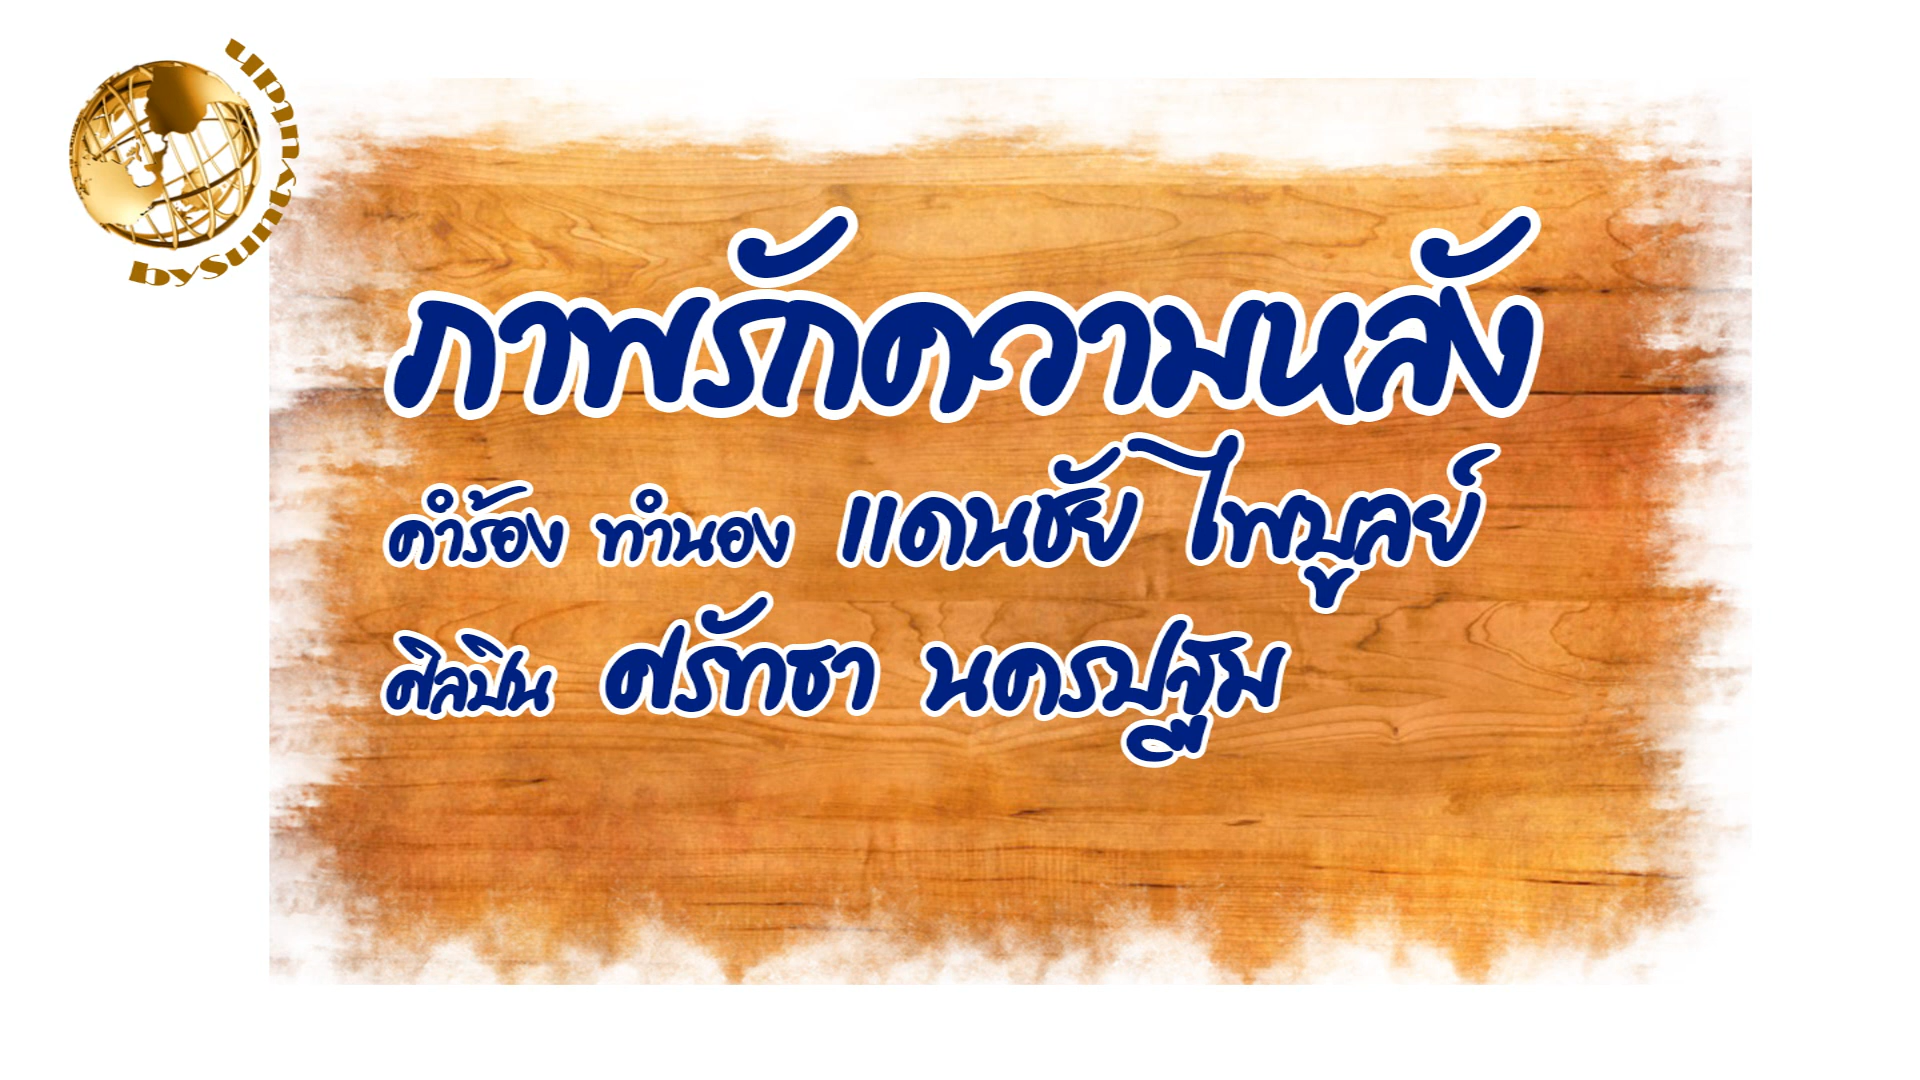 ภาพรักความหลัง
คำร้อง ทำนอง แดนชัย ไพบูลย์
ศิลปิน ศรัทธา นครปฐม